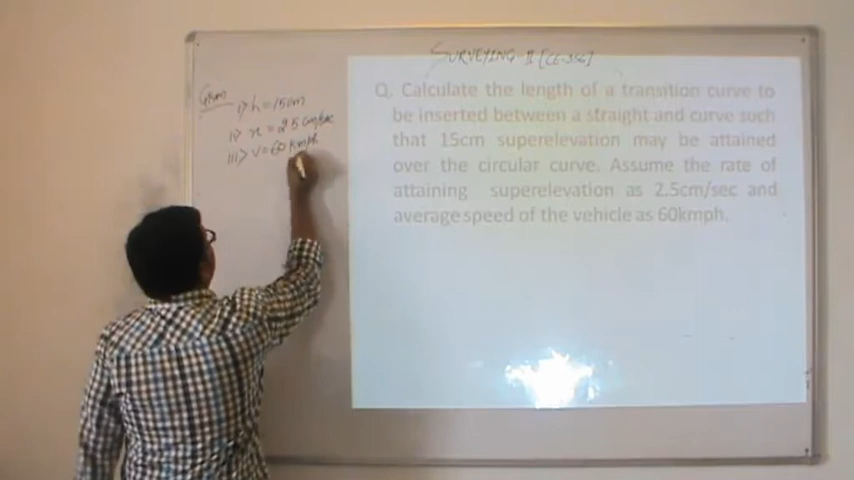 SURVEYING-II [CE-356]
Given
i> h = 15cm
ii> x = 2.5 cm/sec
iii> V = 60 kmph
Q. Calculate the length of a transition curve to
be inserted between a straight and curve such
that 15cm superelevation may be attained
over the circular curve. Assume the rate of
attaining superelevation as 2.5cm/sec and
average speed of the vehicle as 60kmph.